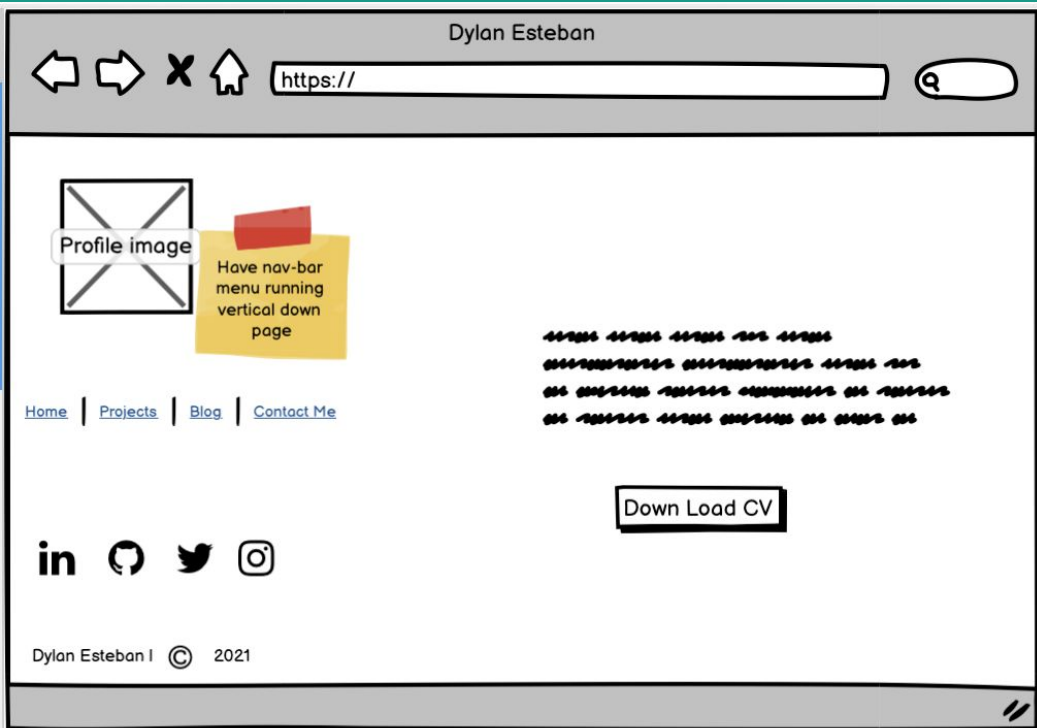 Dylan Esteban
https://
Profile image
Have nav-bar
menu running
vertical down
page
Home | Projects | Blog | Contact Me
Down Load CV
in
Dylan Esteban | © 2021